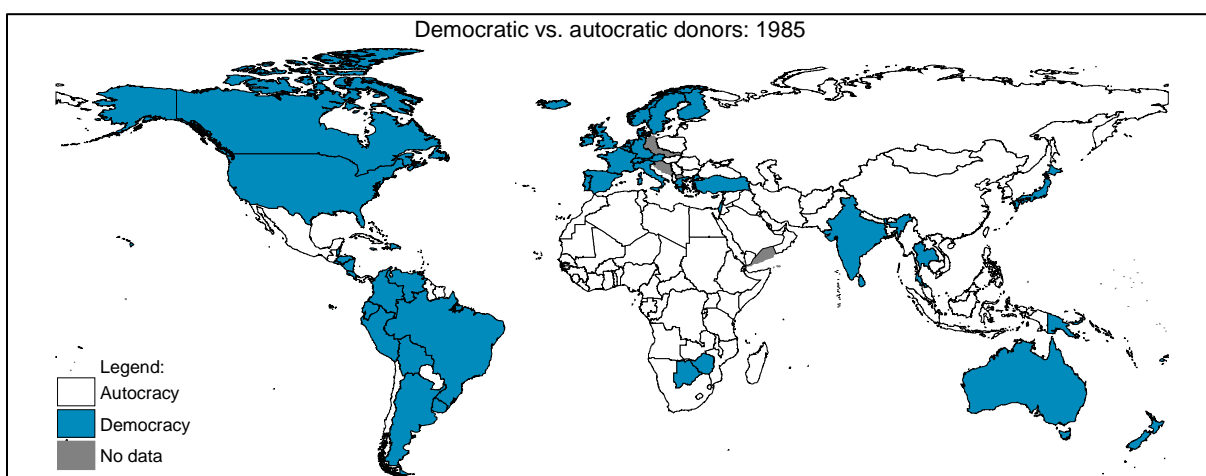 Democratic vs. autocratic donors: 1985
Legend:
Autocracy
Democracy
No data